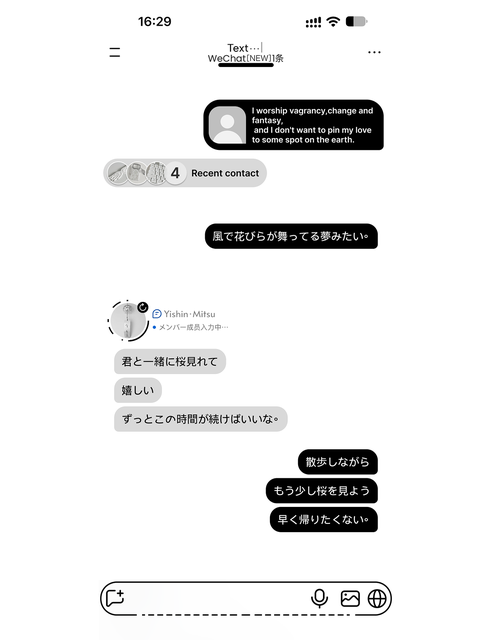 16:29
Text…
WeChat[NEW]1条
I worship vagrancy,change and
fantasy,
and I don't want to pin my love
to some spot on the earth.
4 Recent contact
風で花びらが舞ってる夢みたい。
Yishin·Mitsu
メンバー成員入力中…
君と一緒に桜見れて
嬉しい
ずっとこの時間が続けばいいな。
散歩しながら
もう少し桜を見よう
早く帰りたくない。